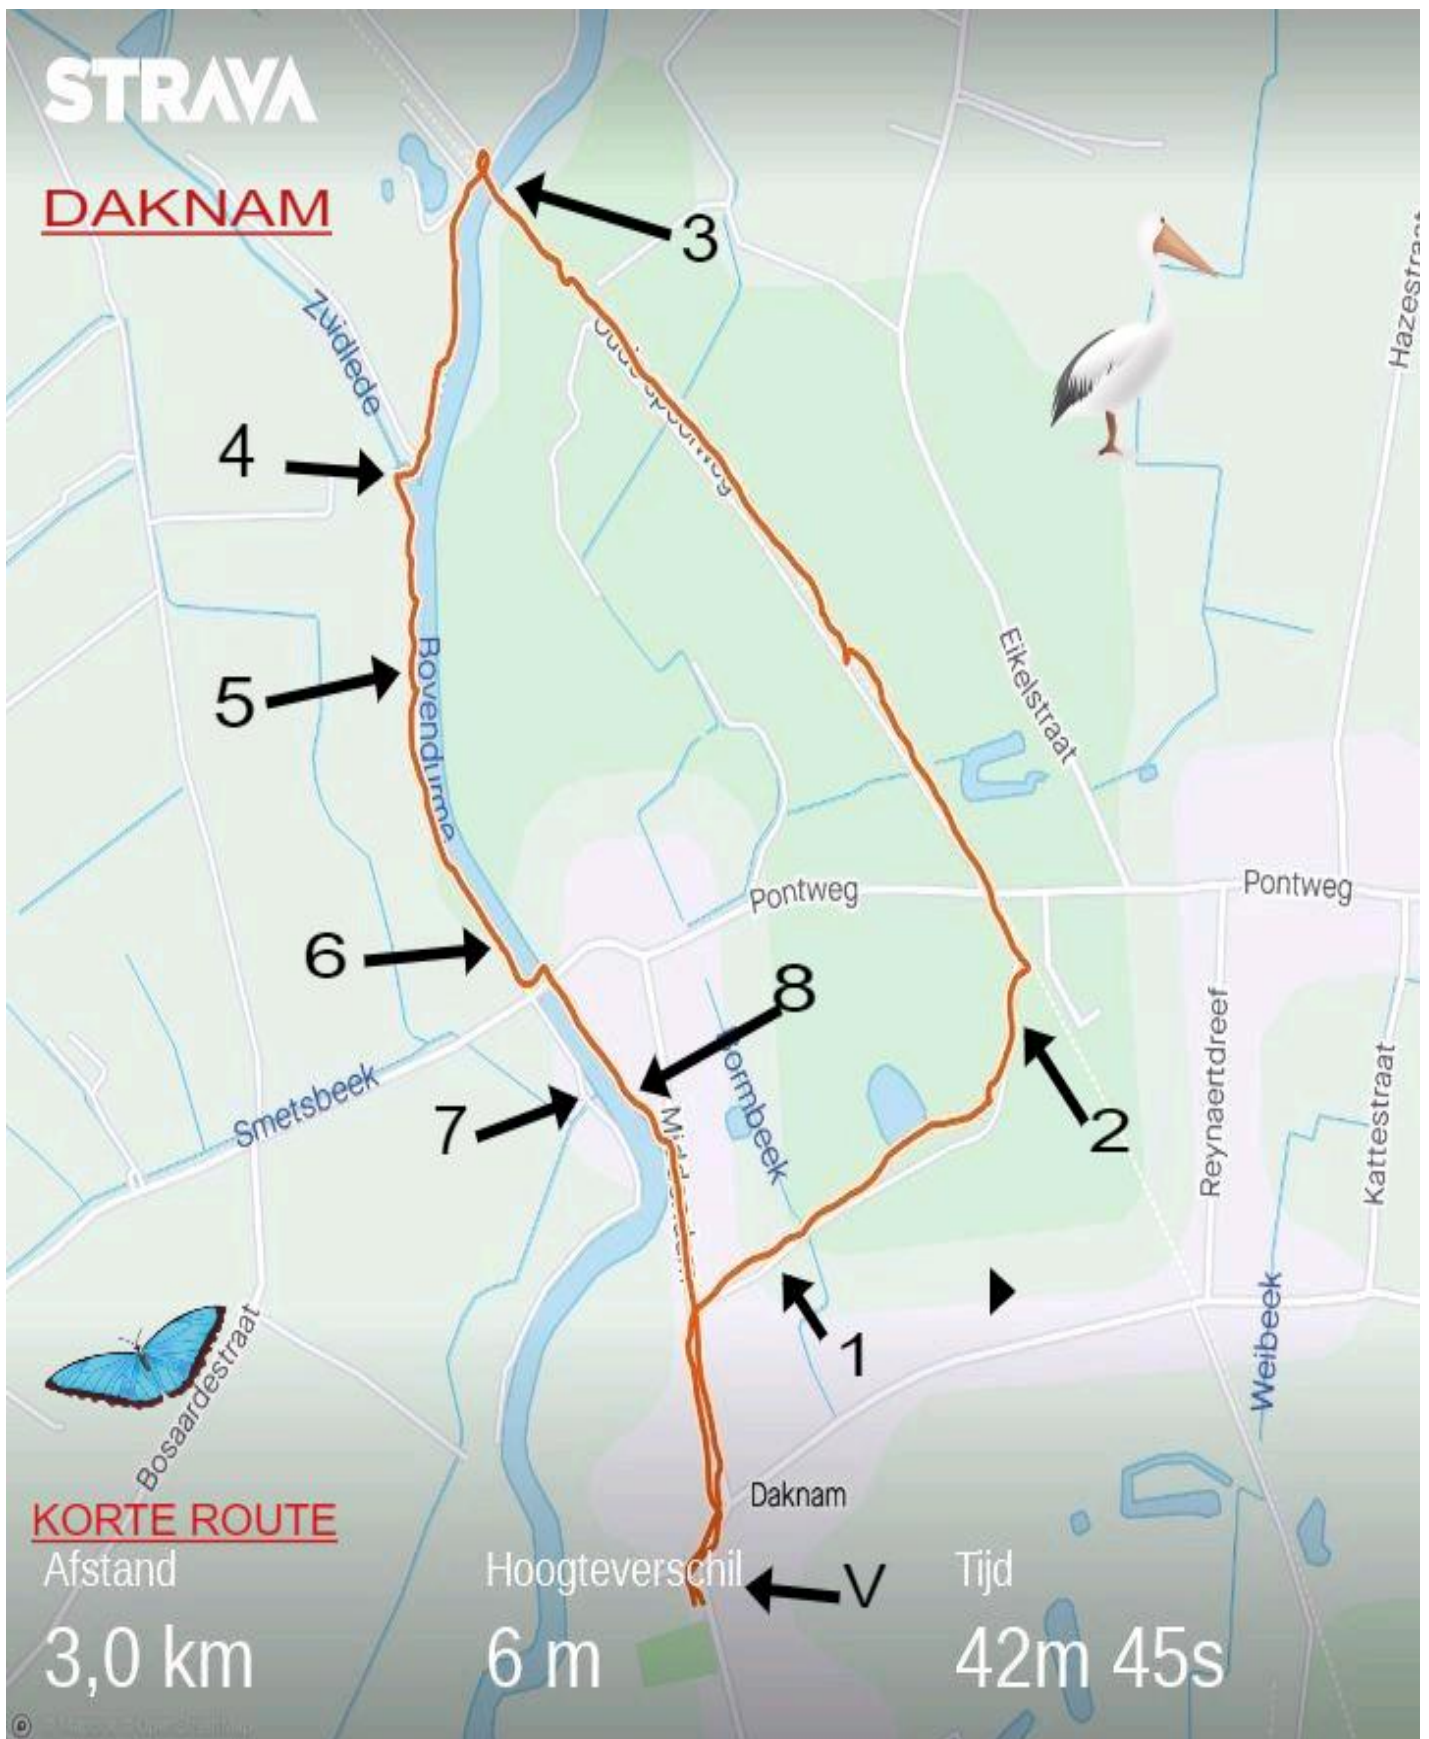 STRAVA
DAKNAM
3
Zuidlede
Hazestraat
4
Eikelstraat
5
Bovendurme
Pontweg
Pontweg
6
8
Reynaertdreef
Kattestraat
Smetsbeek
7
2
1
Weibeek
Bosaardestraat
Daknam
KORTE ROUTE
Afstand
Hoogteverschil
Tijd
V
3,0 km
6 m
42m 45s